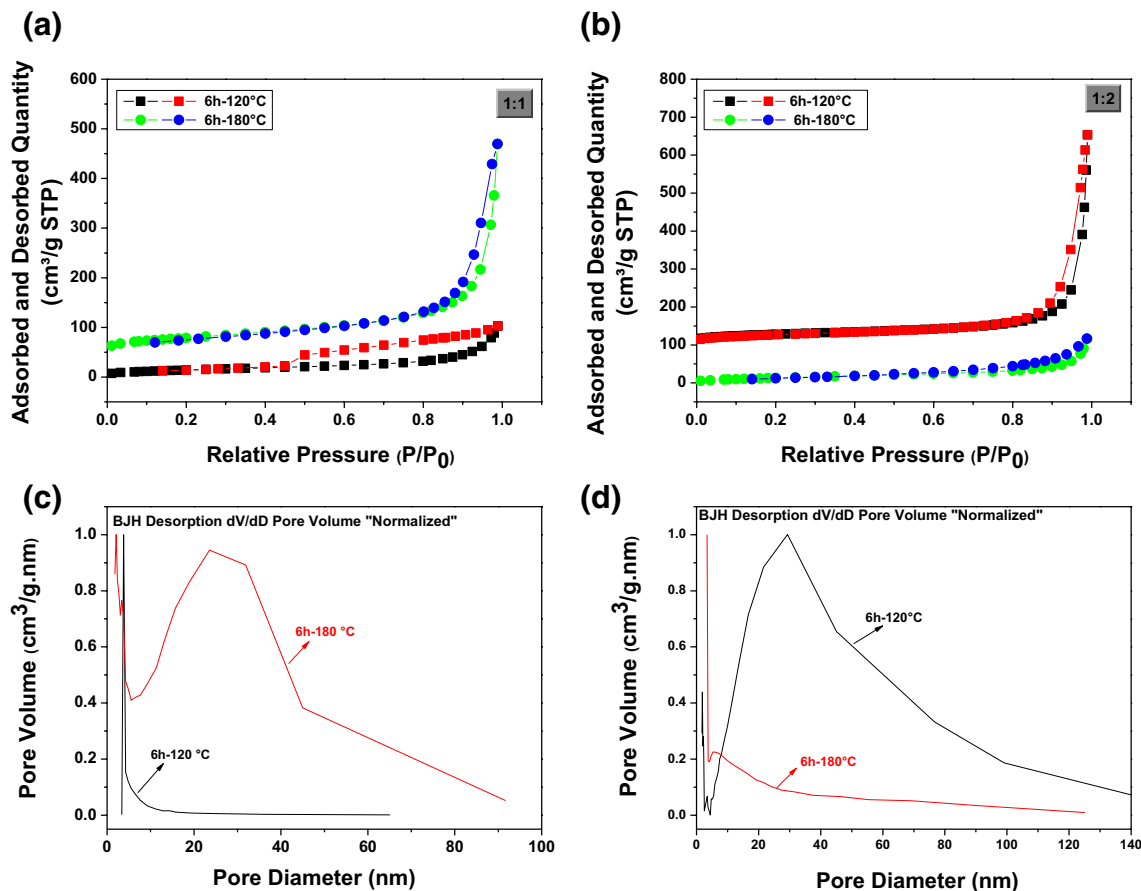 (a)
600
500
400
300
200
100
0
0.0 0.2 0.4 0.6 0.8 1.0
Adsorbed and Desorbed Quantity
(cm³/g STP)
Relative Pressure (P/P₀)
6h-120°C
6h-180°C
1:1
(b)
800
700
600
500
400
300
200
100
0
0.0 0.2 0.4 0.6 0.8 1.0
Adsorbed and Desorbed Quantity
(cm³/g STP)
Relative Pressure (P/P₀)
6h-120°C
6h-180°C
1:2
(c)
BJH Desorption dV/dD Pore Volume "Normalized"
1.0
0.8
0.6
0.4
0.2
0.0
0 20 40 60 80 100
Pore Volume (cm³/g.nm)
Pore Diameter (nm)
6h-180 °C
6h-120 °C
(d)
BJH Desorption dV/dD Pore Volume "Normalized"
1.0
0.8
0.6
0.4
0.2
0.0
0 20 40 60 80 100 120 140
Pore Volume (cm³/g.nm)
Pore Diameter (nm)
6h-120°C
6h-180°C